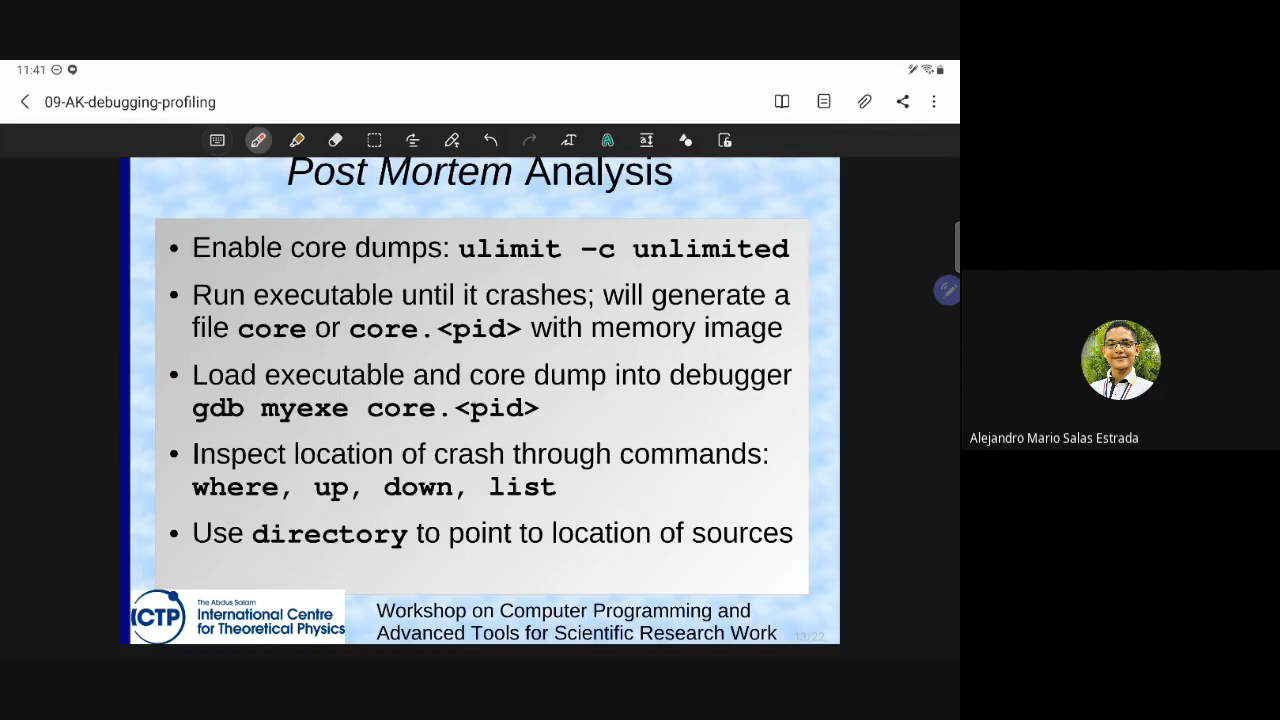 11:41
09-AK-debugging-profiling
Post Mortem Analysis
• Enable core dumps: ulimit -c unlimited
• Run executable until it crashes; will generate a
file core or core.<pid> with memory image
• Load executable and core dump into debugger
gdb myexe core.<pid>
• Inspect location of crash through commands:
where, up, down, list
• Use directory to point to location of sources
ICTP
The Abdus Salam
International Centre
for Theoretical Physics
Workshop on Computer Programming and
Advanced Tools for Scientific Research Work
13/22
Alejandro Mario Salas Estrada